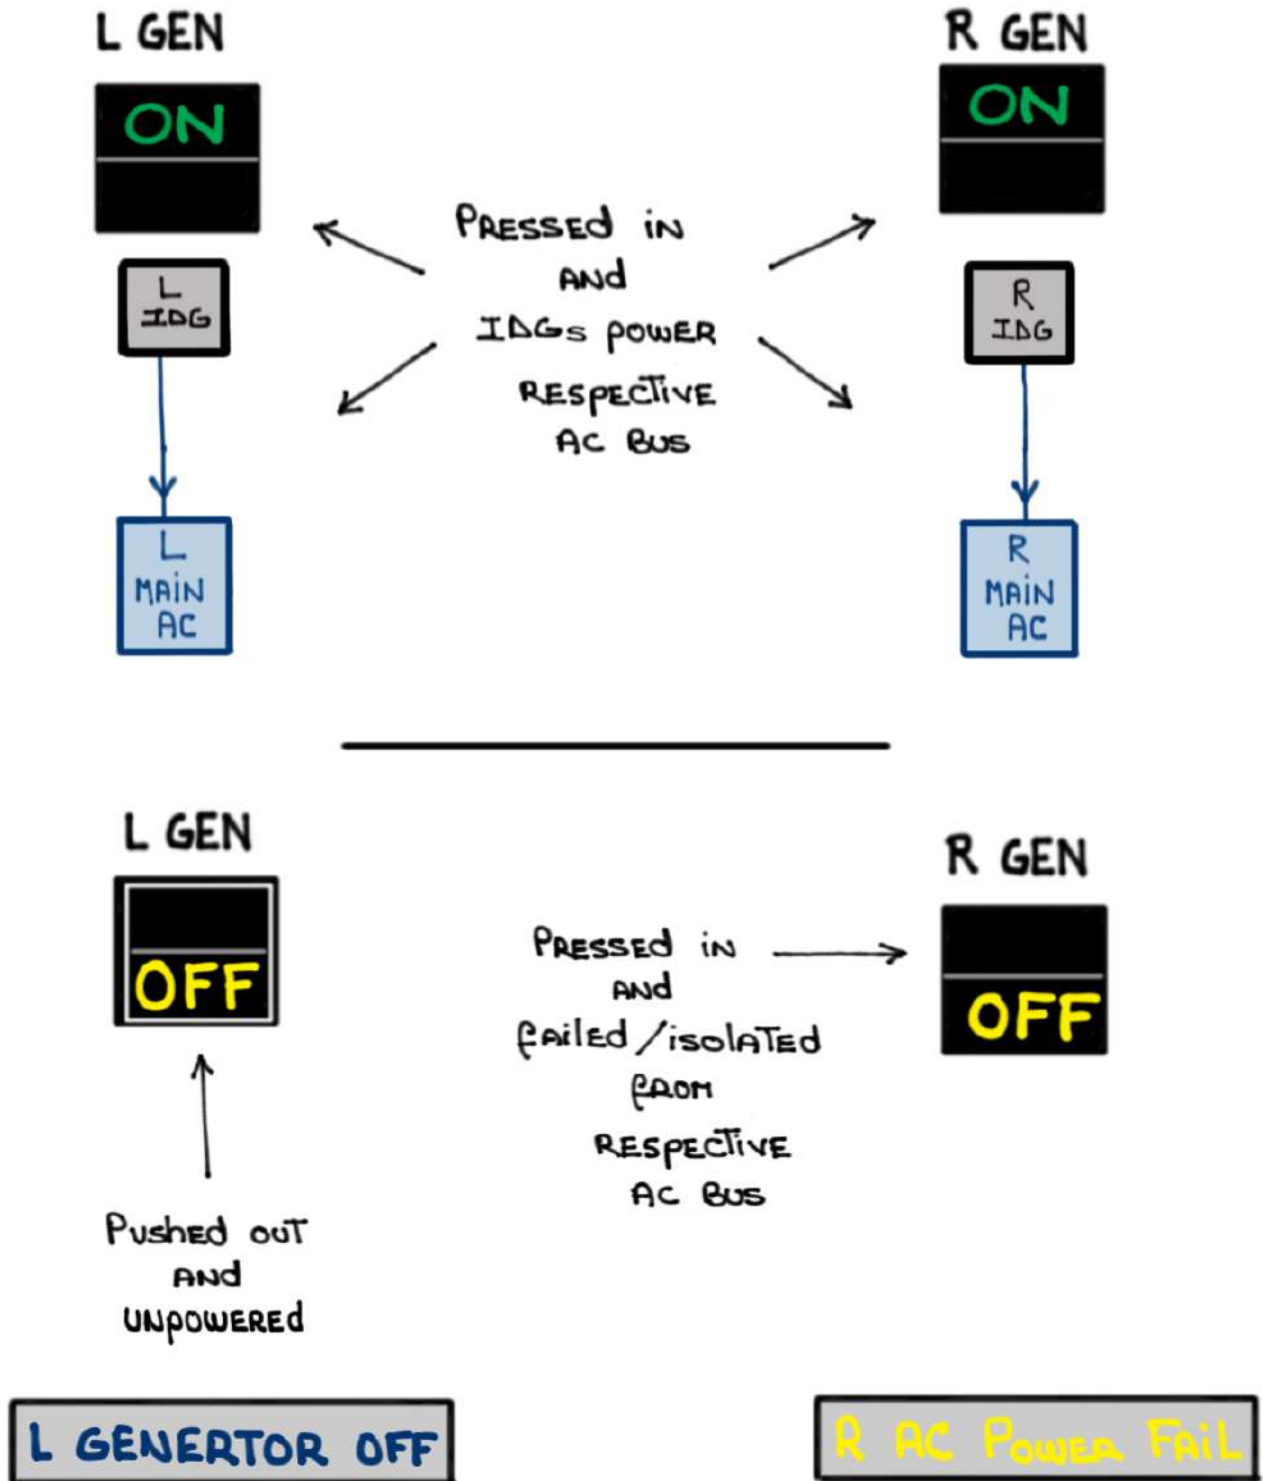 L GEN
R GEN
ON
ON
PRESSED iN
AND
IDGs POWER
RESPECTIVE
AC BUS
L
IDG
R
IDG
L
MAiN
AC
R
MAiN
AC
L GEN
R GEN
OFF
OFF
PRESSED iN
AND
fAilEd/isolATEd
fROM
RESPECTiVE
AC BUS
PushEd OUT
AND
UNPOWEREd
L GENERTOR OFF
R AC POWER FAiL